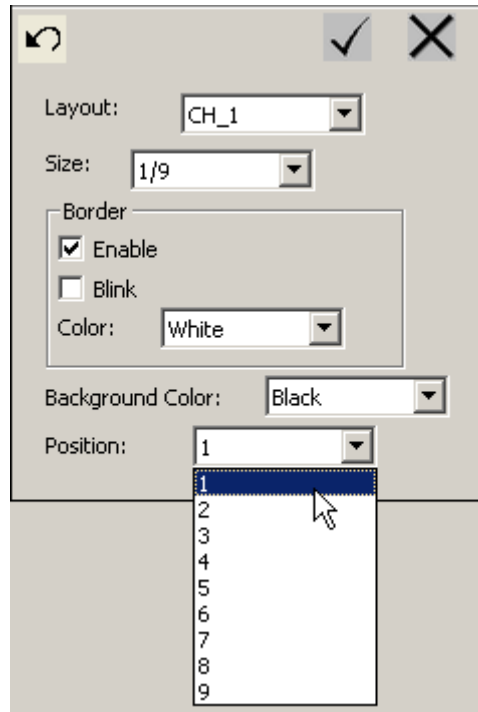 Layout: CH_1
Size: 1/9
Border
Enable
Blink
Color: White
Background Color: Black
Position: 1
1
2
3
4
5
6
7
8
9